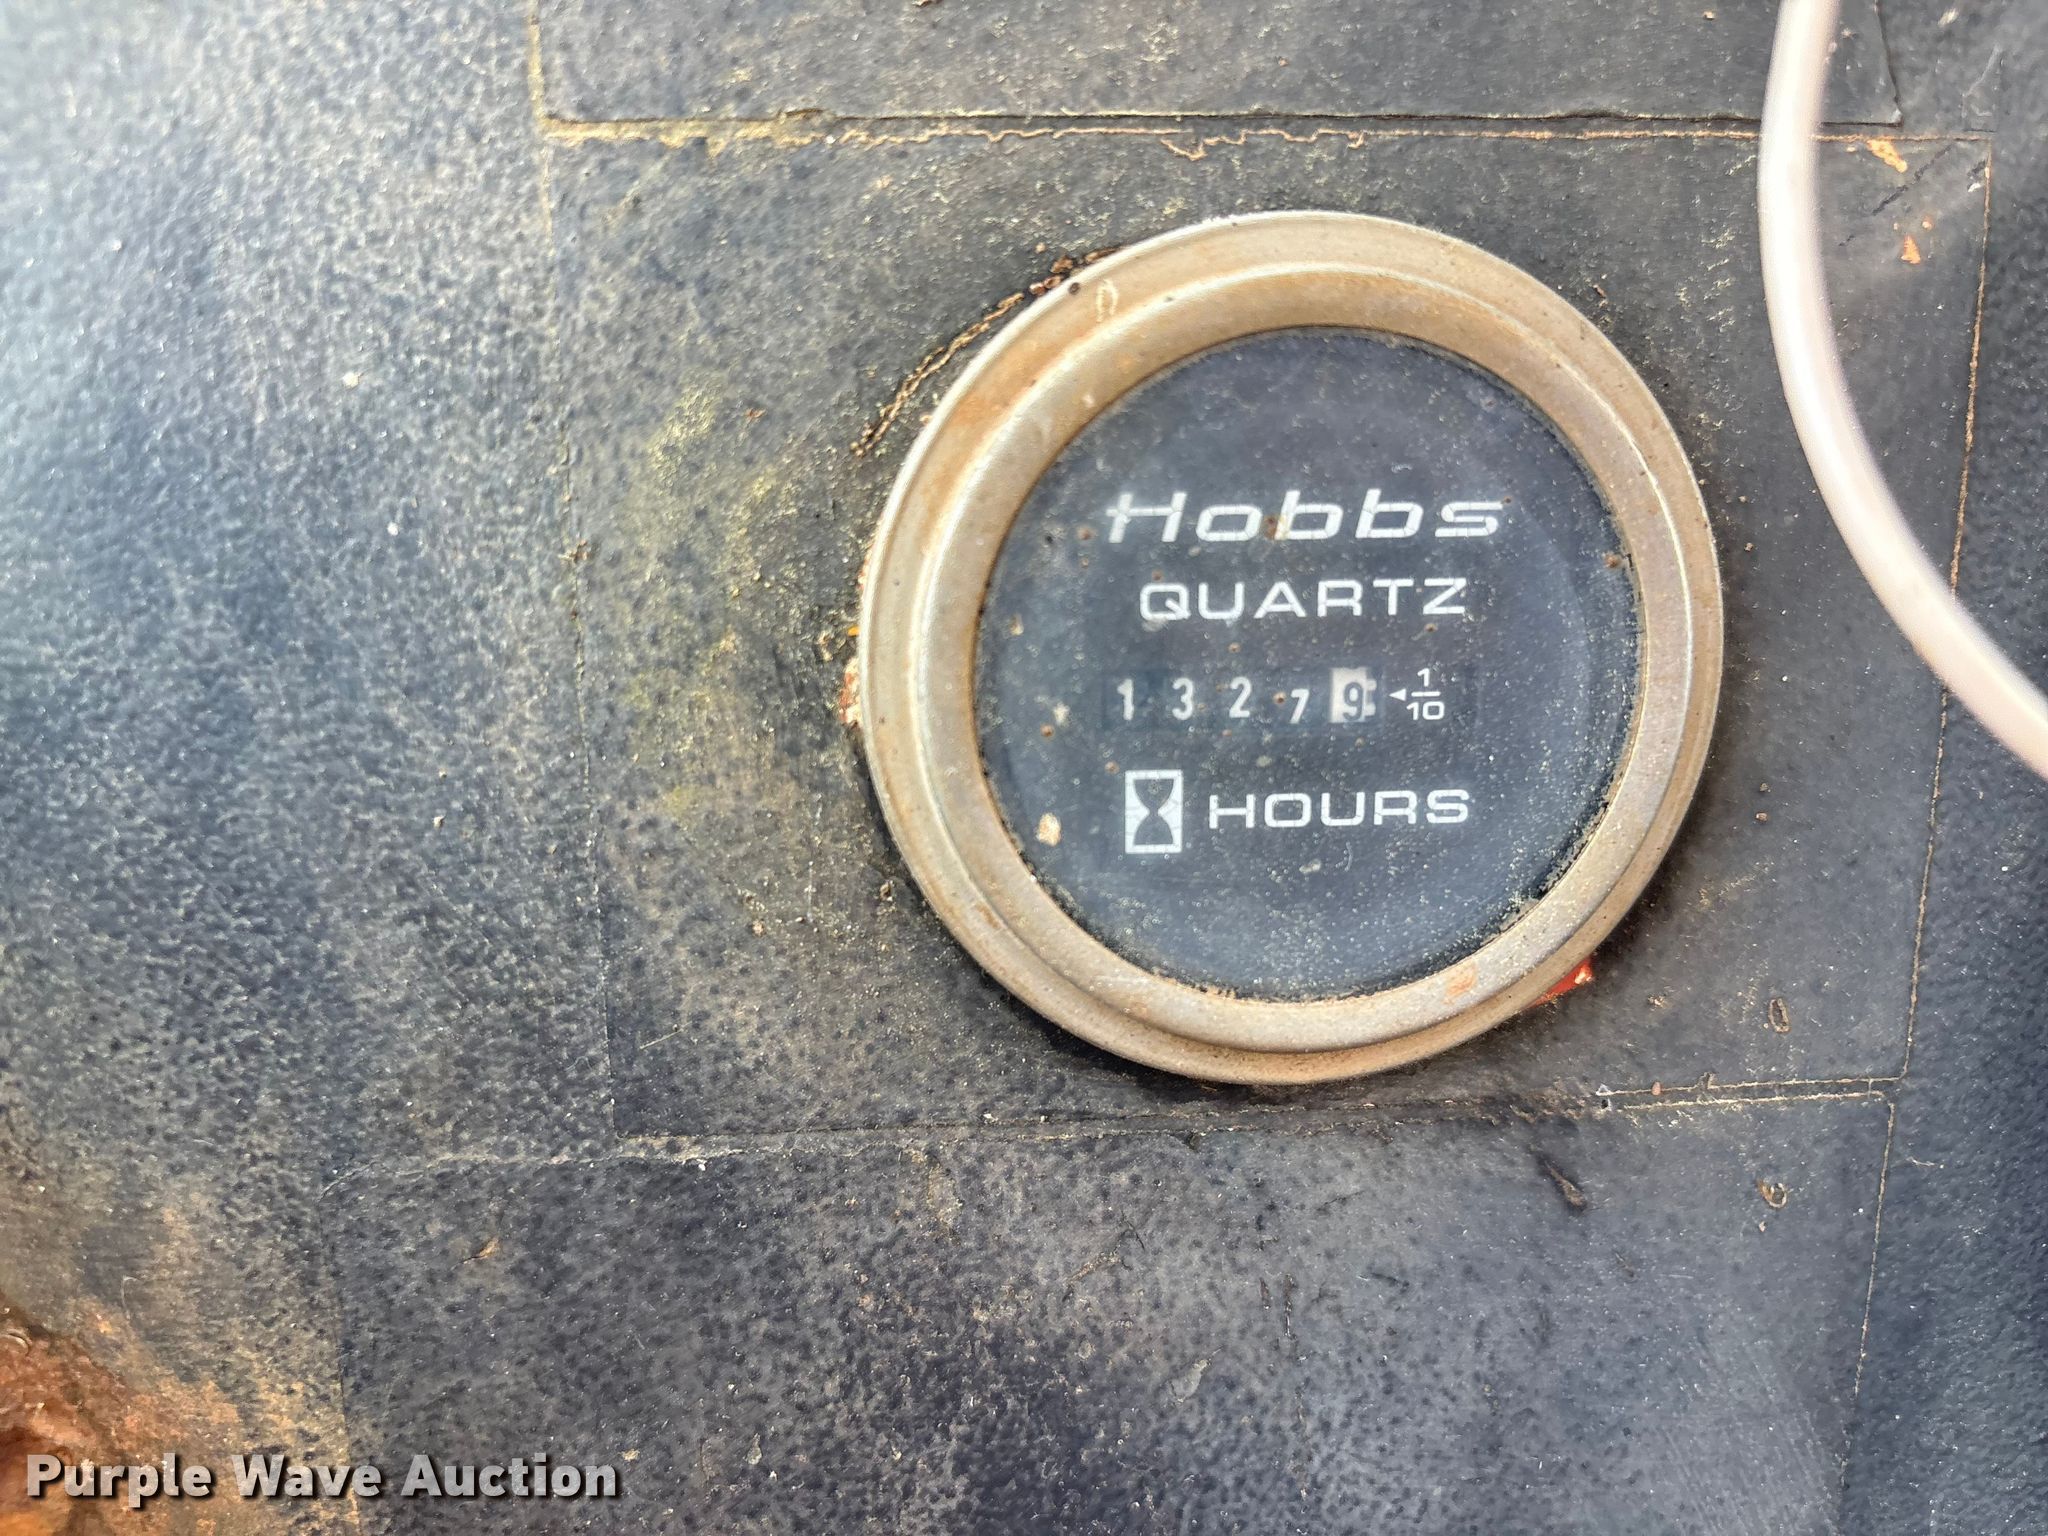 Hobbs
QUARTZ
1 3 2 7 9 ◄ 1/10
HOURS
Purple Wave Auction